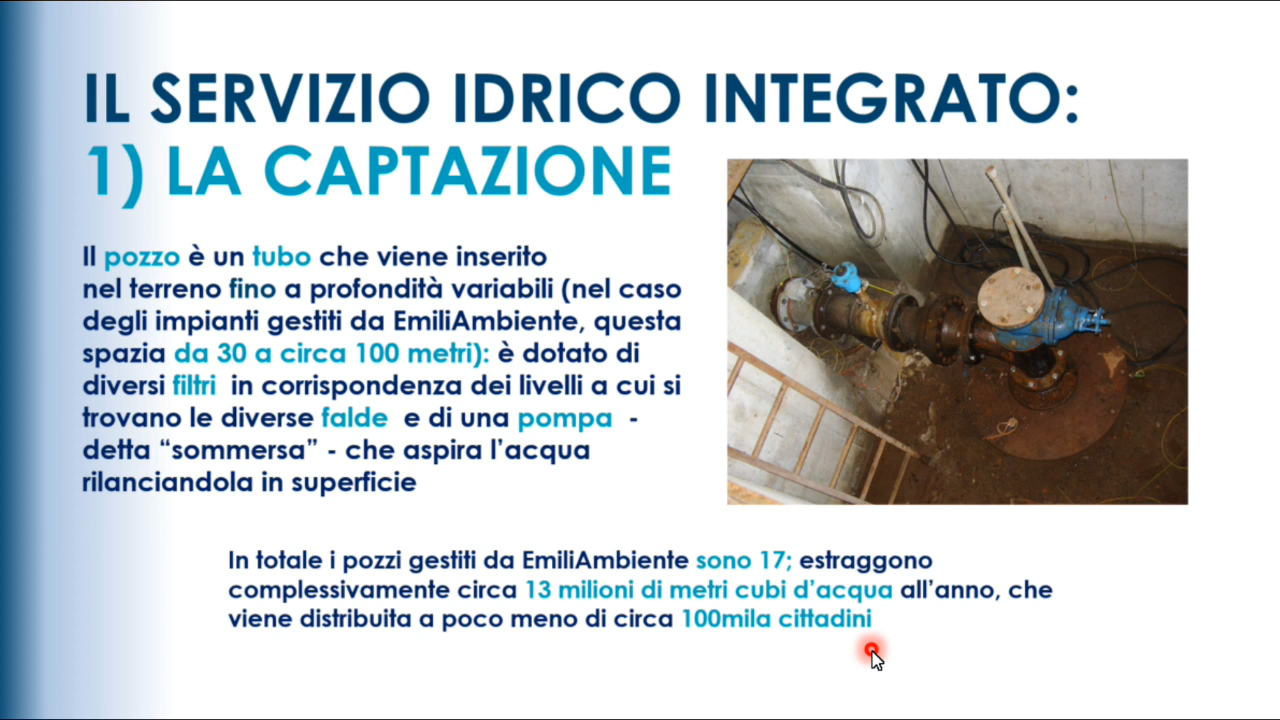 IL SERVIZIO IDRICO INTEGRATO:
1) LA CAPTAZIONE
Il pozzo è un tubo che viene inserito
nel terreno fino a profondità variabili (nel caso
degli impianti gestiti da EmiliAmbiente, questa
spazia da 30 a circa 100 metri): è dotato di
diversi filtri in corrispondenza dei livelli a cui si
trovano le diverse falde e di una pompa -
detta “sommersa” - che aspira l’acqua
rilanciandola in superficie
In totale i pozzi gestiti da EmiliAmbiente sono 17; estraggono
complessivamente circa 13 milioni di metri cubi d’acqua all’anno, che
viene distribuita a poco meno di circa 100mila cittadini